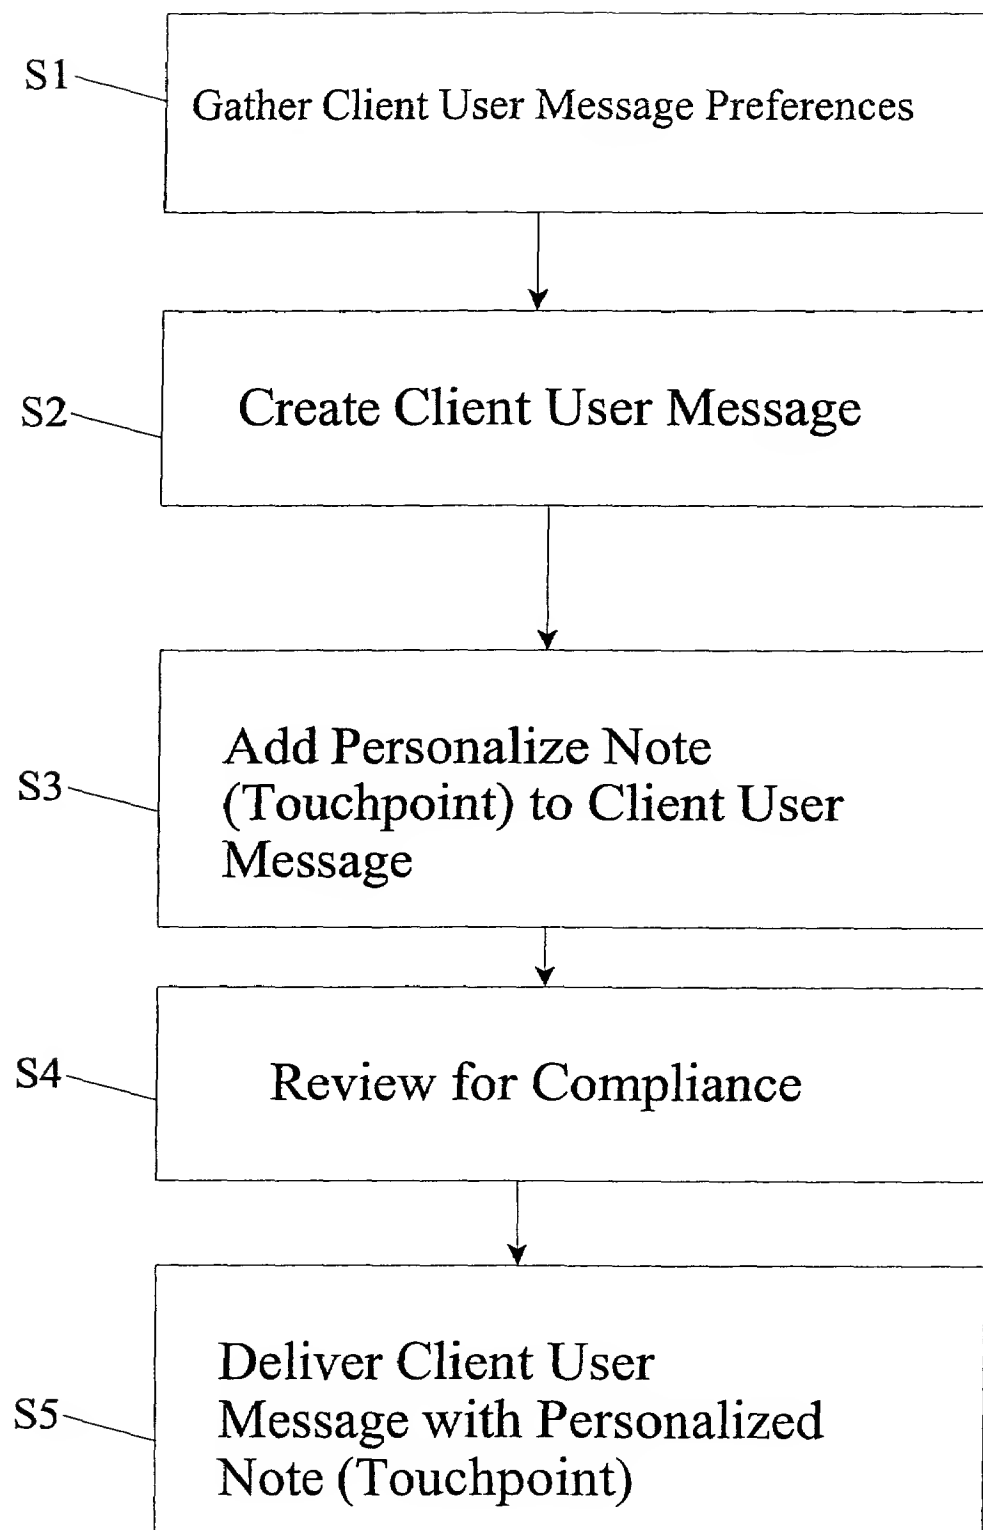 S1
Gather Client User Message Preferences
S2
Create Client User Message
S3
Add Personalize Note
(Touchpoint) to Client User
Message
S4
Review for Compliance
S5
Deliver Client User
Message with Personalized
Note (Touchpoint)